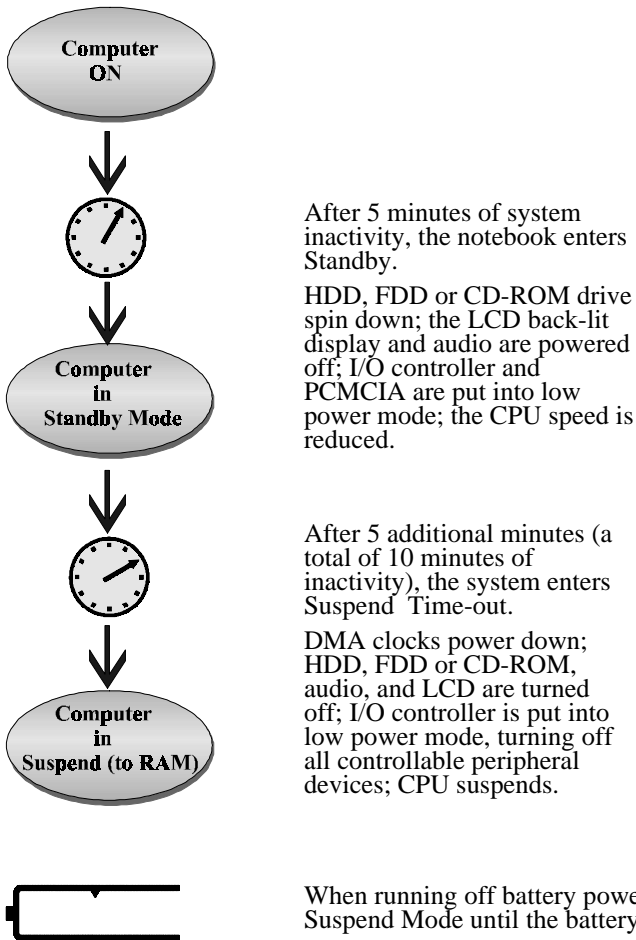 Computer
ON
After 5 minutes of system
inactivity, the notebook enters
Standby.
HDD, FDD or CD-ROM drive
spin down; the LCD back-lit
display and audio are powered
off; I/O controller and
PCMCIA are put into low
power mode; the CPU speed is
reduced.
Computer
in
Standby Mode
After 5 additional minutes (a
total of 10 minutes of
inactivity), the system enters
Suspend Time-out.
DMA clocks power down;
HDD, FDD or CD-ROM,
audio, and LCD are turned
off; I/O controller is put into
low power mode, turning off
all controllable peripheral
devices; CPU suspends.
Computer
in
Suspend (to RAM)
When running off battery powe
Suspend Mode until the battery